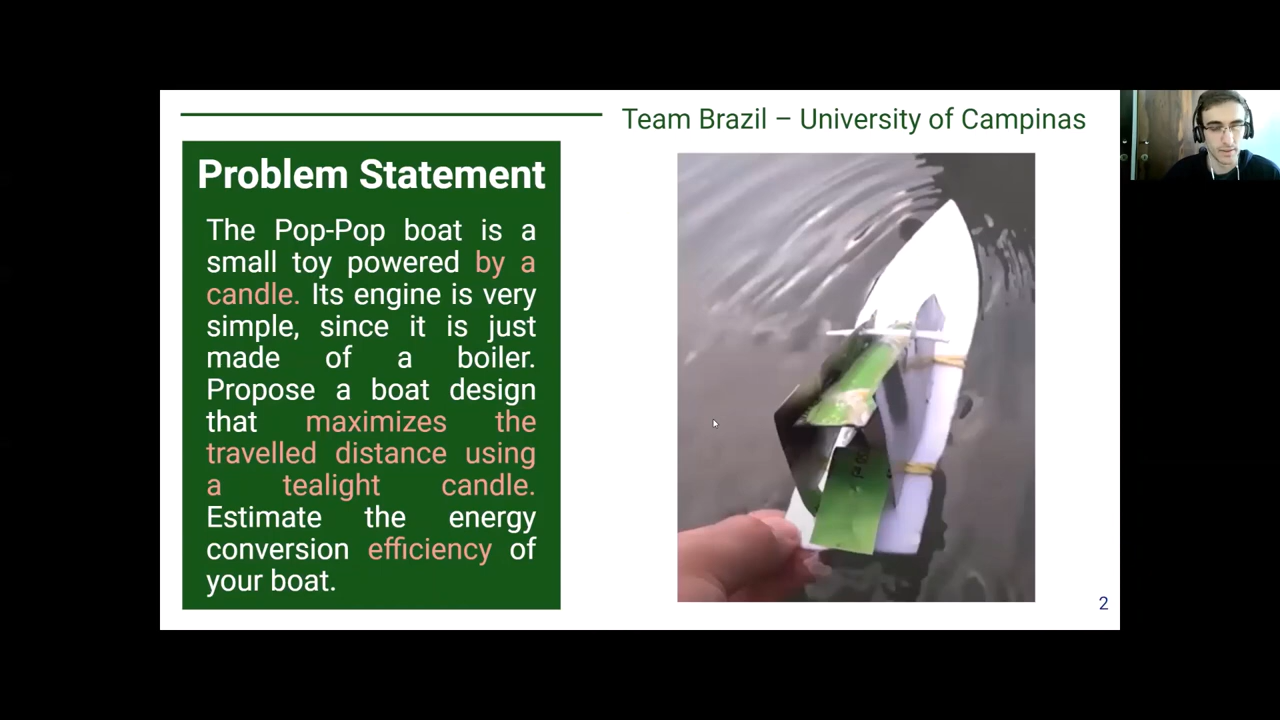 Team Brazil – University of Campinas
Problem Statement
The Pop-Pop boat is a
small toy powered by a
candle. Its engine is very
simple, since it is just
made of a boiler.
Propose a boat design
that maximizes the
travelled distance using
a tealight candle.
Estimate the energy
conversion efficiency of
your boat.
2